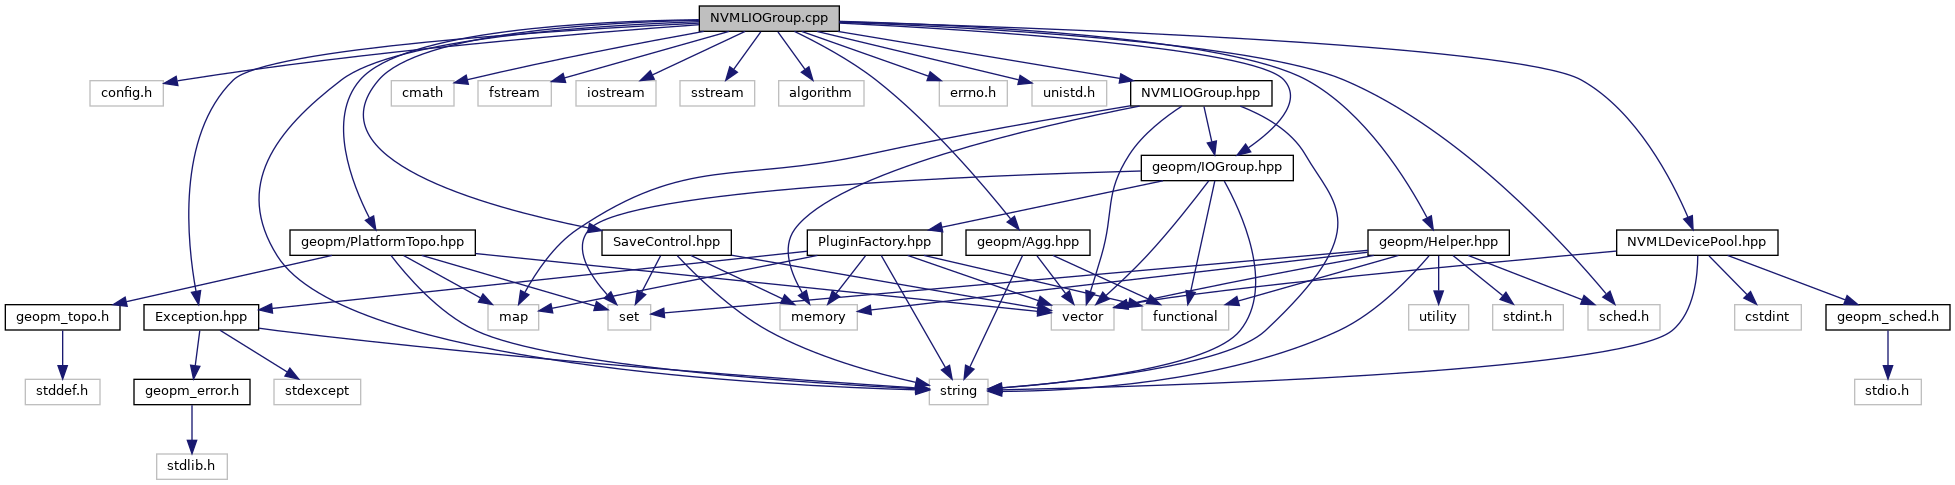 NVMLIOGroup.cpp
config.h
cmath
fstream
iostream
sstream
algorithm
errno.h
unistd.h
NVMLIOGroup.hpp
geopm/IOGroup.hpp
geopm/PlatformTopo.hpp
SaveControl.hpp
PluginFactory.hpp
geopm/Agg.hpp
geopm/Helper.hpp
NVMLDevicePool.hpp
geopm_topo.h
Exception.hpp
map
set
memory
vector
functional
utility
stdint.h
sched.h
cstdint
geopm_sched.h
stddef.h
geopm_error.h
stdexcept
string
stdio.h
stdlib.h